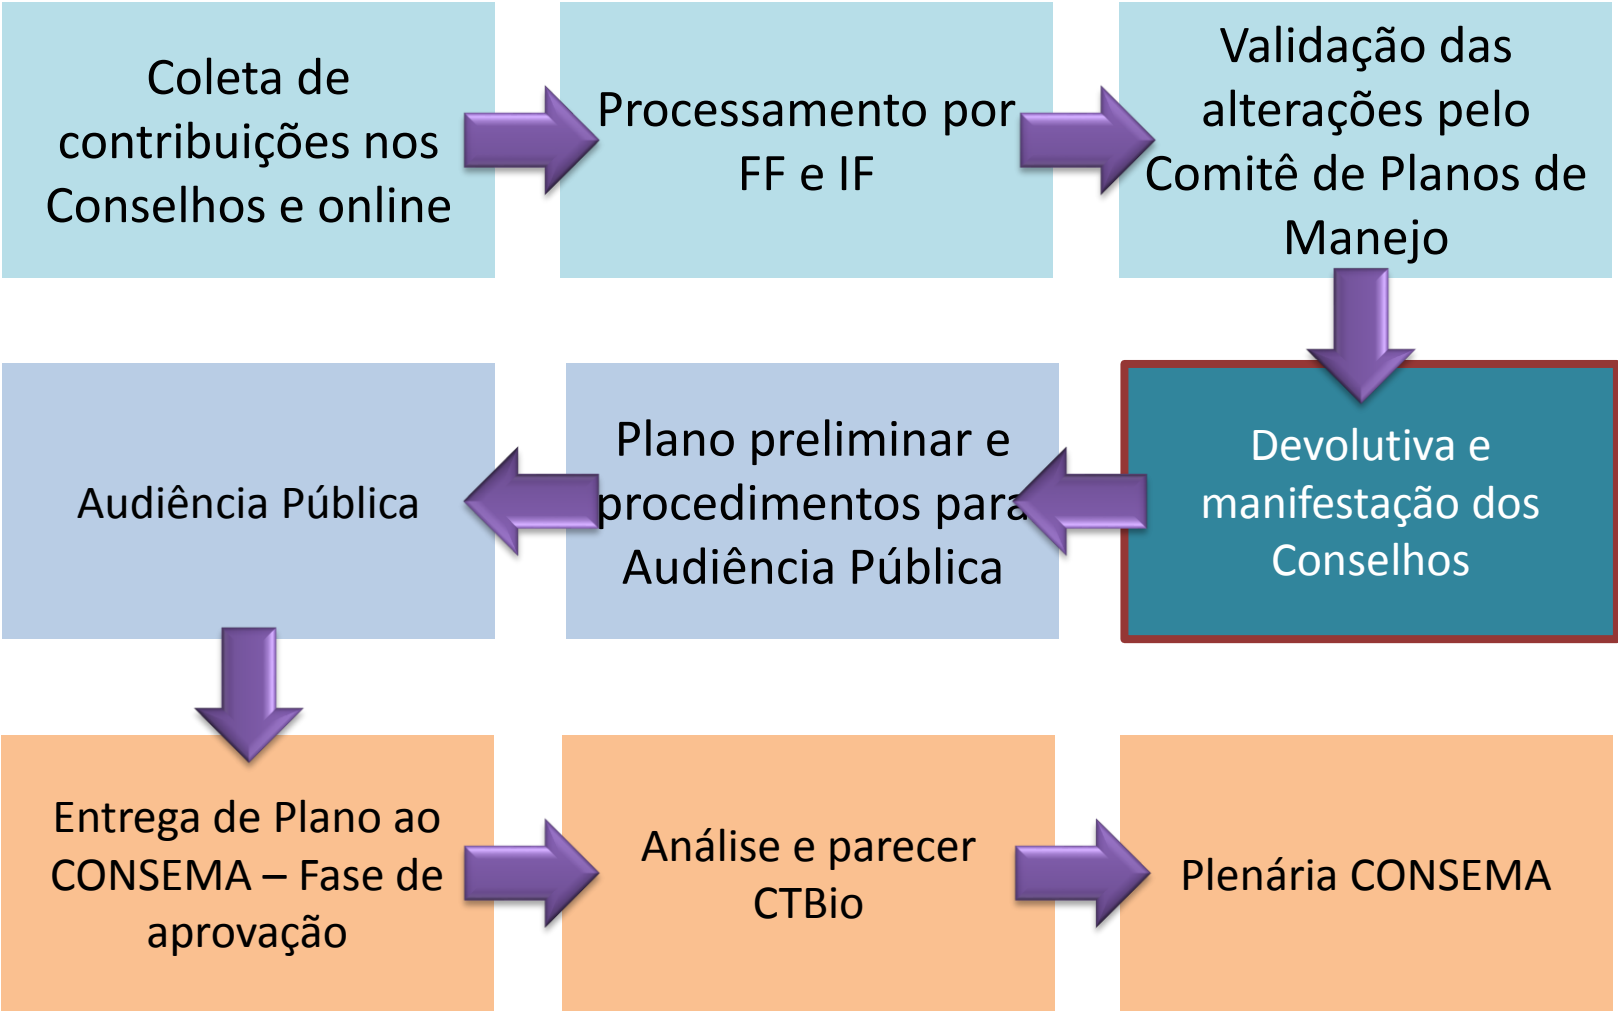 Coleta de
contribuições nos
Conselhos e online
Processamento por
FF e IF
Validação das
alterações pelo
Comitê de Planos de
Manejo
Devolutiva e
manifestação dos
Conselhos
Plano preliminar e
procedimentos para
Audiência Pública
Audiência Pública
Entrega de Plano ao
CONSEMA – Fase de
aprovação
Análise e parecer
CTBio
Plenária CONSEMA